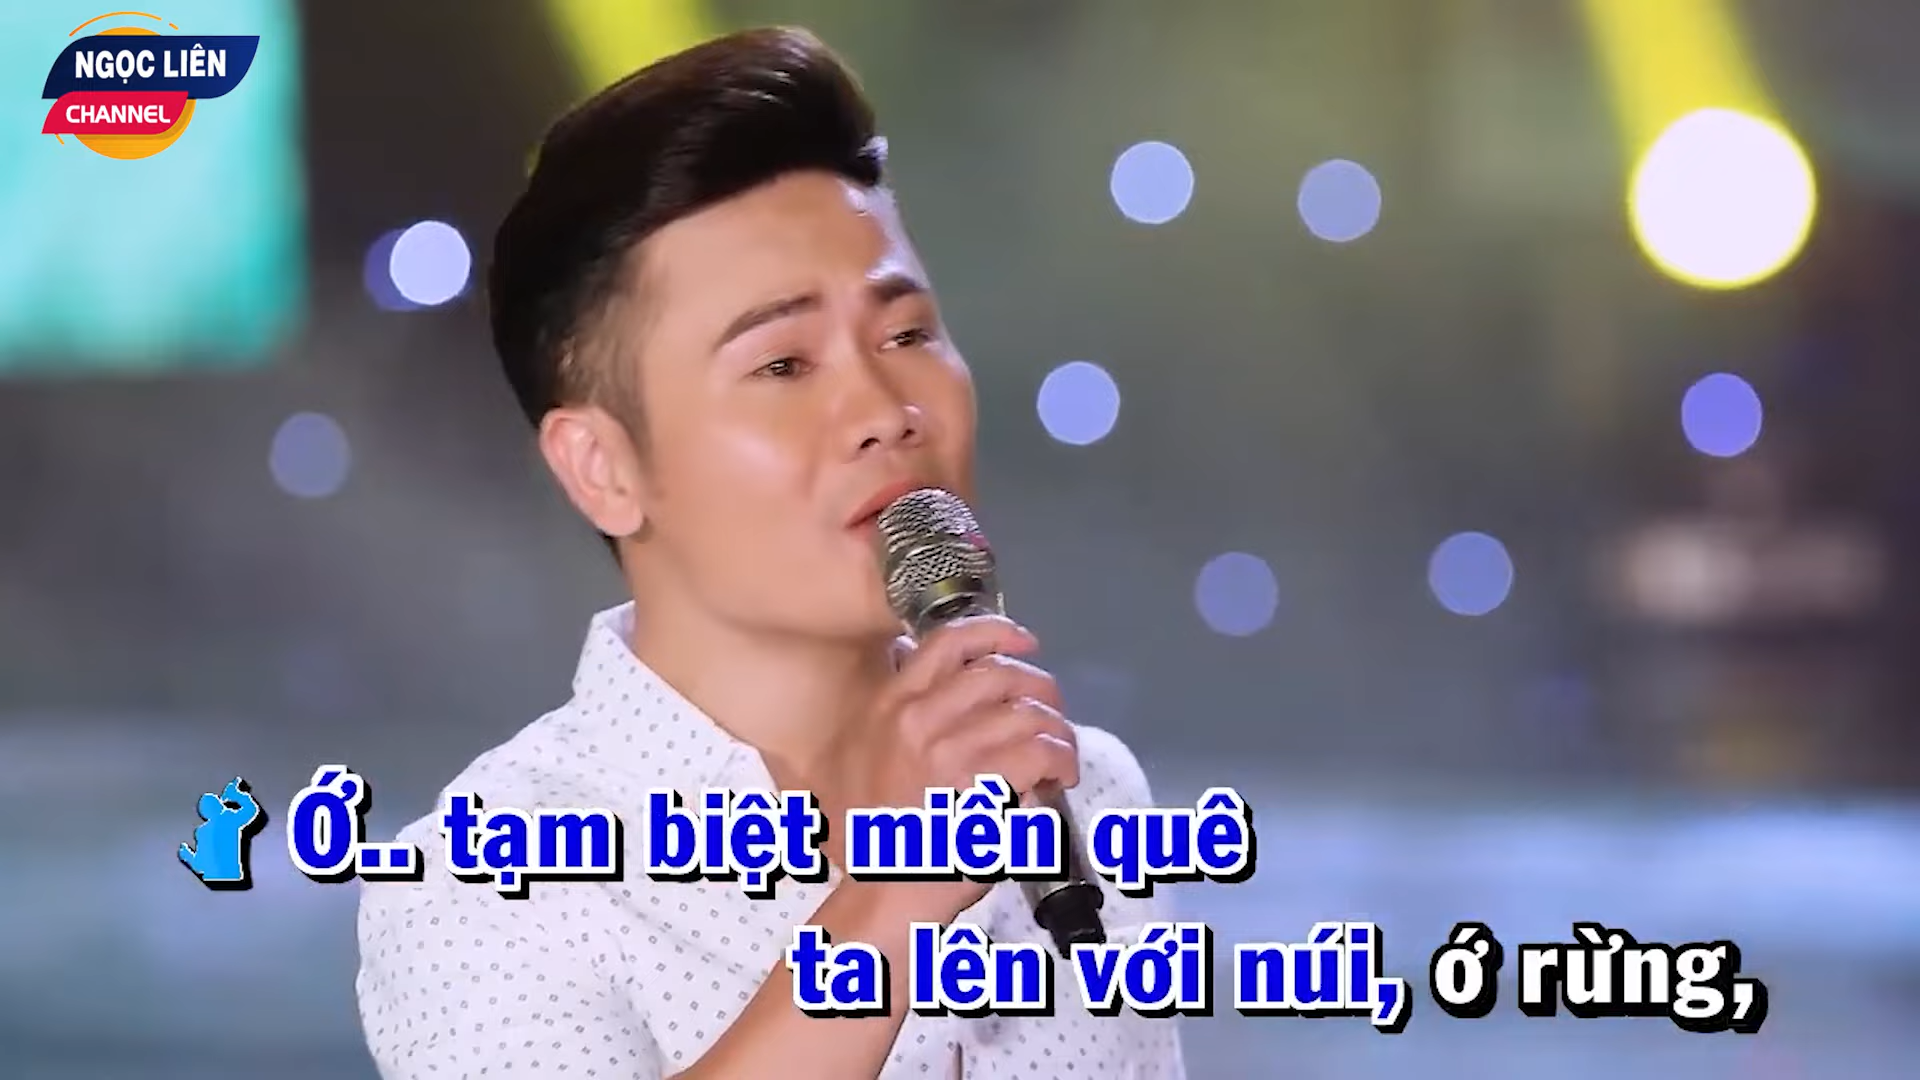 NGỌC LIÊN
CHANNEL
Ớ.. tạm biệt miền quê
ta lên với núi, ớ rừng,